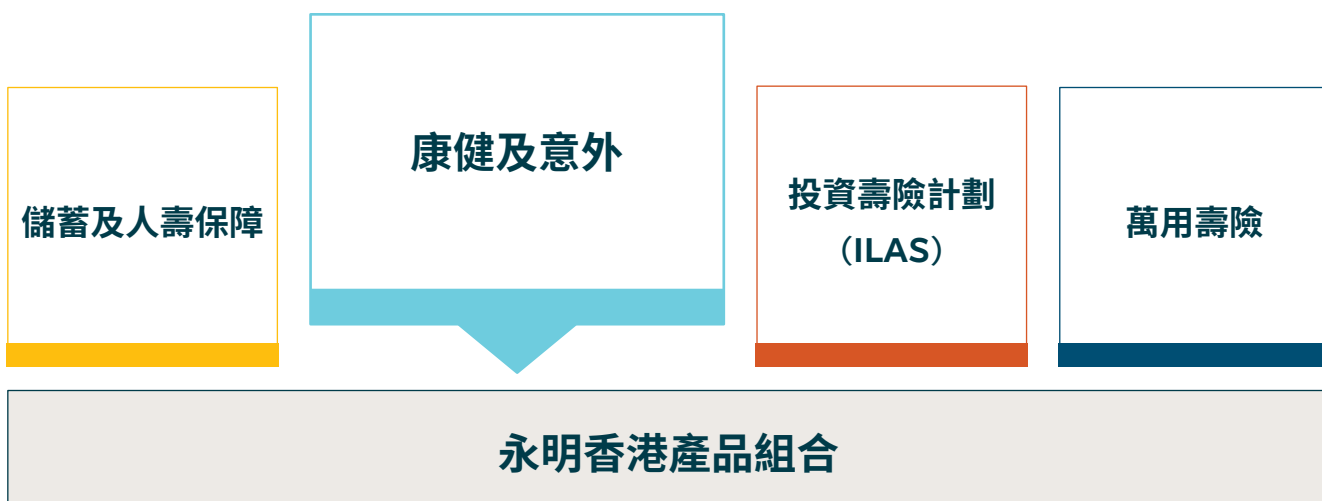 儲蓄及人壽保障
康健及意外
投資壽險計劃
（ILAS）
萬用壽險
永明香港產品組合